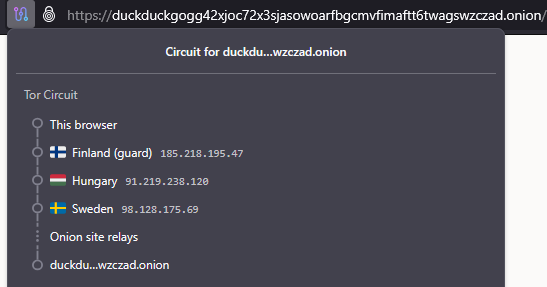 https://duckduckgogg42xjoc72x3sjasowoarfbgcmvfimaftt6twagswzczad.onion/
Circuit for duckdu...wzczad.onion
Tor Circuit
This browser
Finland (guard) 185.218.195.47
Hungary 91.219.238.120
Sweden 98.128.175.69
Onion site relays
duckdu...wzczad.onion